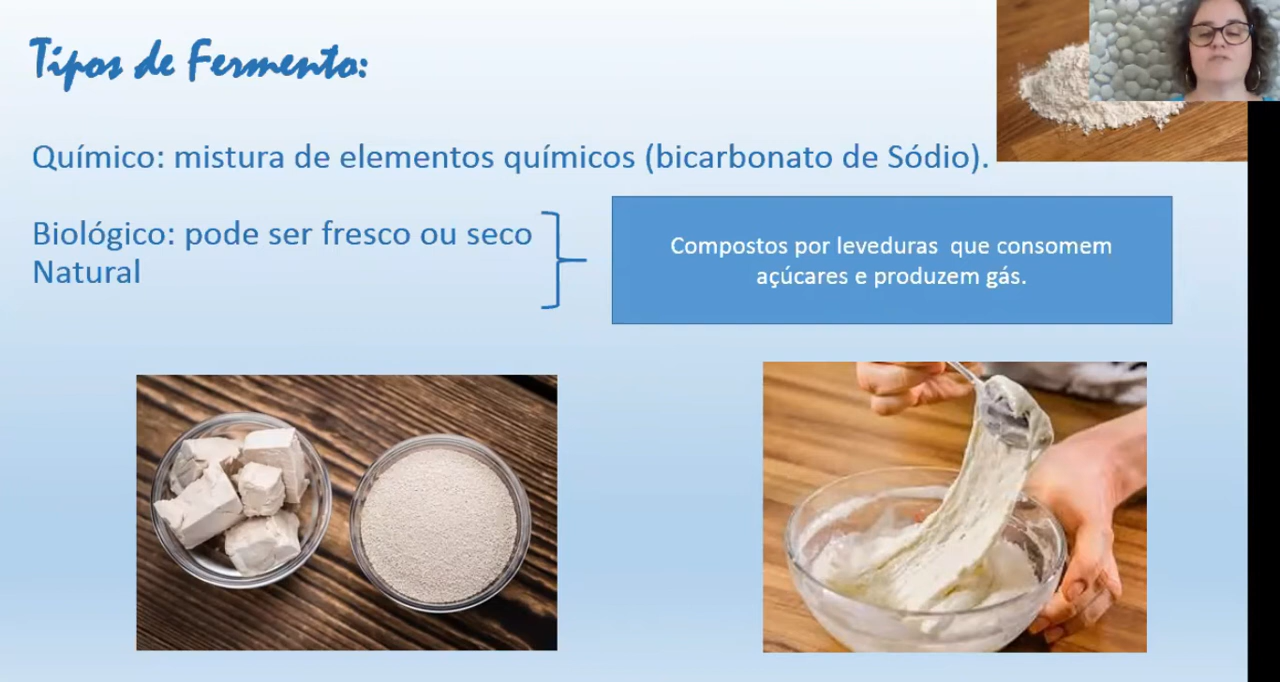 Tipos de Fermento:
Químico: mistura de elementos químicos (bicarbonato de Sódio).
Biológico: pode ser fresco ou seco
Natural
Compostos por leveduras que consomem
açúcares e produzem gás.